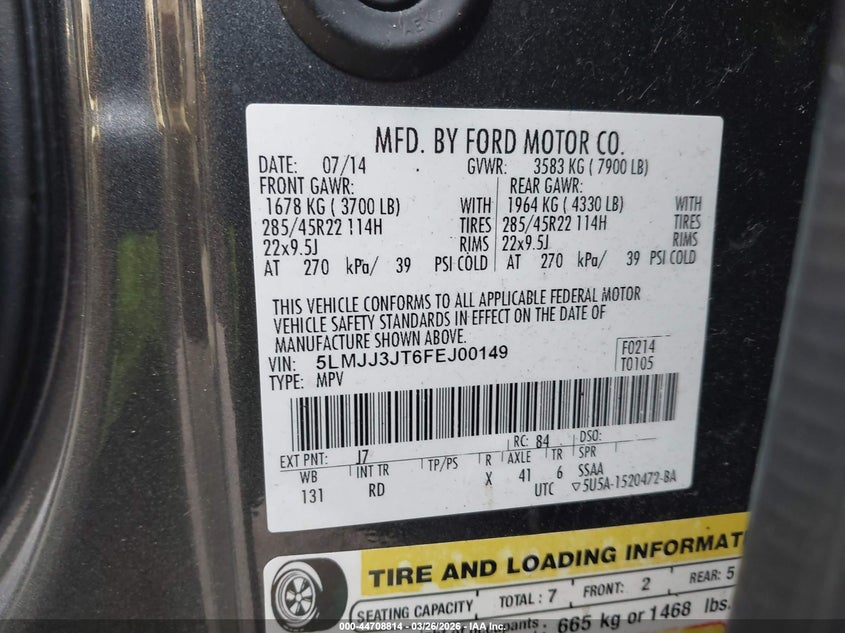 MFD. BY FORD MOTOR CO.
DATE: 07/14 GVWR: 3583 KG ( 7900 LB)
FRONT GAWR: REAR GAWR:
1678 KG ( 3700 LB) WITH 1964 KG ( 4330 LB) WITH
285/45R22 114H TIRES 285/45R22 114H TIRES
22x9.5J RIMS 22x9.5J RIMS
AT 270 kPa/ 39 PSI COLD AT 270 kPa/ 39 PSI COLD
THIS VEHICLE CONFORMS TO ALL APPLICABLE FEDERAL MOTOR
VEHICLE SAFETY STANDARDS IN EFFECT ON THE DATE OF
MANUFACTURE SHOWN ABOVE.
VIN: 5LMJJ3JT6FEJ00149 F0214
TYPE: MPV T0105
EXT PNT: J7 RC: 84 DSO:
WB INT TR TP/PS R AXLE TR SPR
131 RD X 41 6 SSAA
UTC ▽5U5A-1520472-BA
TIRE AND LOADING INFORMAT
SEATING CAPACITY TOTAL : 7 FRONT: 2 REAR: 5
665 kg or 1468 lbs.
000-44708814 | 03/26/2026 | IAA Inc.